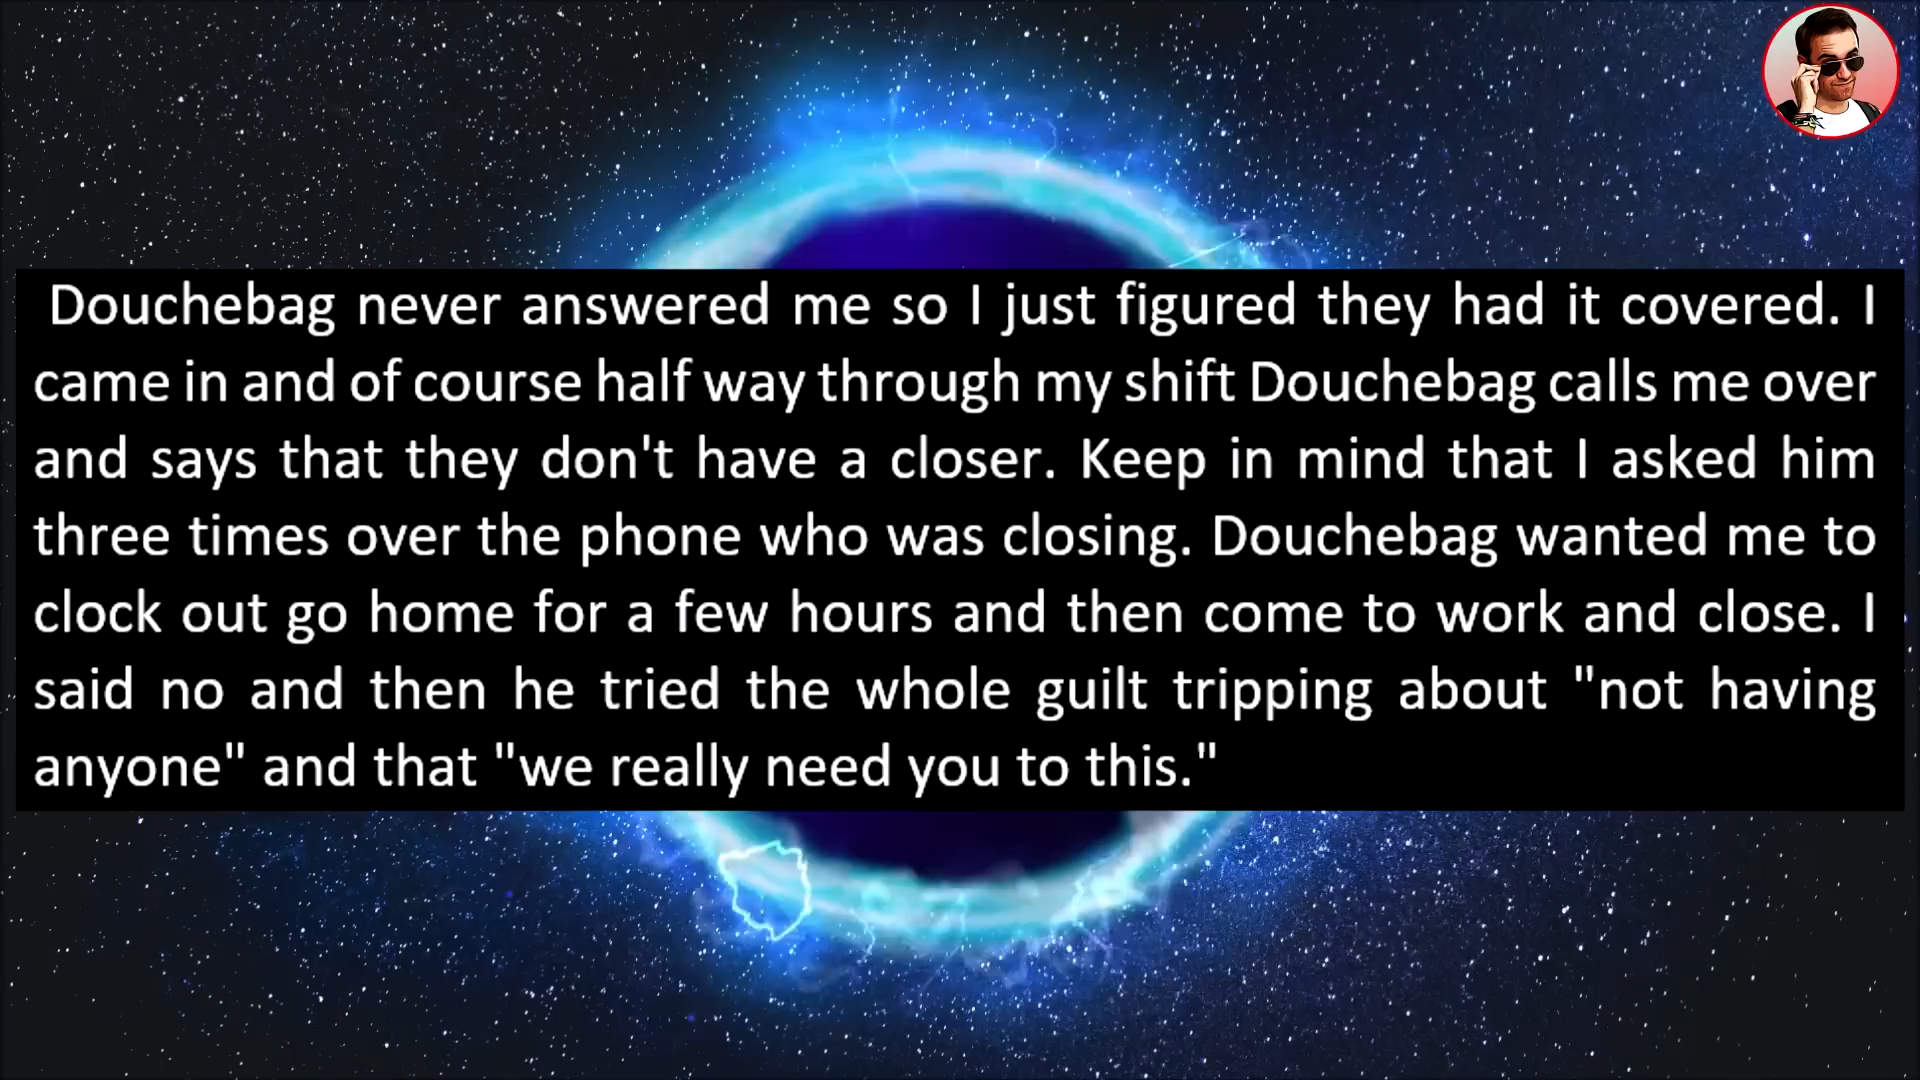 Douchebag never answered me so I just figured they had it covered. I
came in and of course half way through my shift Douchebag calls me over
and says that they don't have a closer. Keep in mind that I asked him
three times over the phone who was closing. Douchebag wanted me to
clock out go home for a few hours and then come to work and close. I
said no and then he tried the whole guilt tripping about "not having
anyone" and that "we really need you to this."